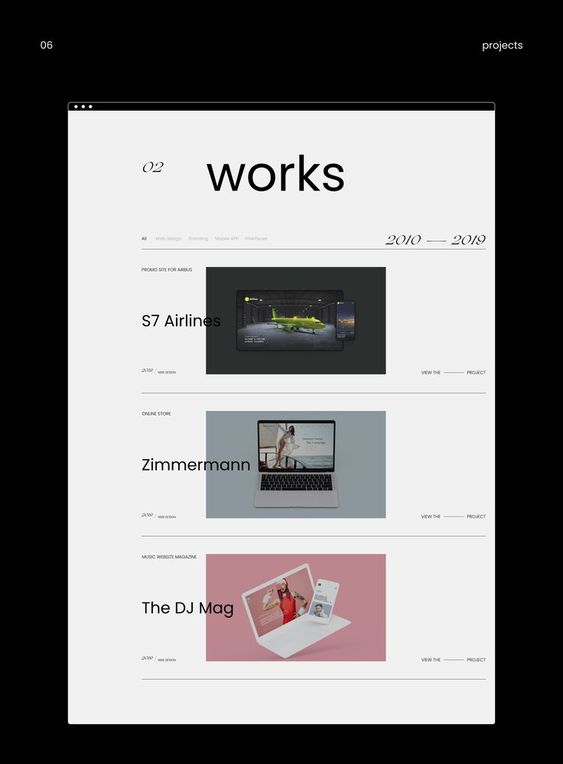 06
projects
02
works
All Web design Branding Mobile APP Interfaces
2010 — 2019
PROMO SITE FOR AIRBUS
S7 Airlines
2019 / WEB DESIGN
VIEW THE —— PROJECT
ONLINE STORE
Zimmermann
2019 / WEB DESIGN
VIEW THE —— PROJECT
MUSIC WEBSITE MAGAZINE
The DJ Mag
2019 / WEB DESIGN
VIEW THE —— PROJECT